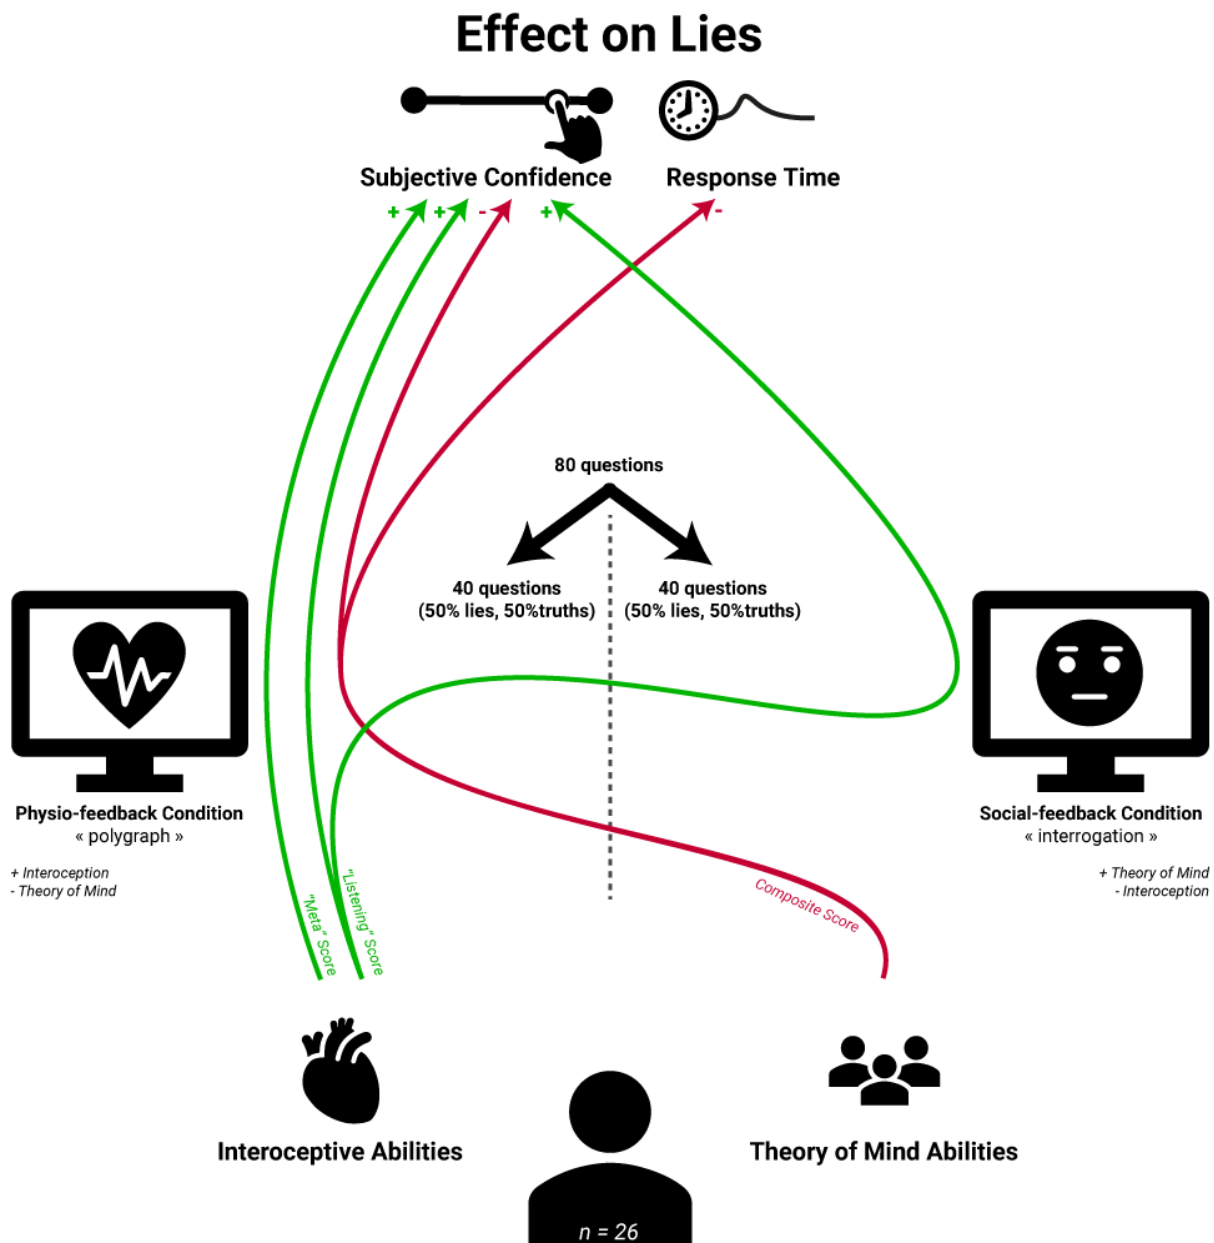 Effect on Lies
Subjective Confidence
Response Time
+
+
-
+
-
80 questions
40 questions
(50% lies, 50%truths)
40 questions
(50% lies, 50%truths)
Physio-feedback Condition
« polygraph »
+ Interoception
- Theory of Mind
Social-feedback Condition
« interrogation »
+ Theory of Mind
- Interoception
"Meta" Score
"Listening" Score
Composite Score
Interoceptive Abilities
Theory of Mind Abilities
n = 26